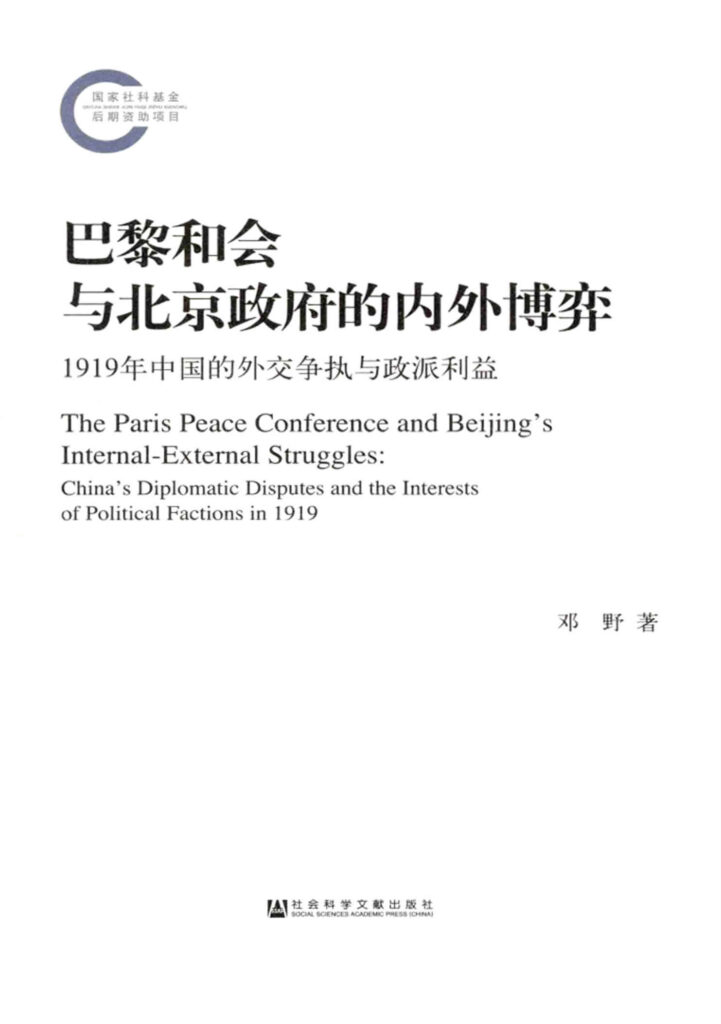 国家社科基金
后期资助项目
巴黎和会
与北京政府的内外博弈
1919年中国的外交争执与政派利益
The Paris Peace Conference and Beijing's
Internal-External Struggles:
China's Diplomatic Disputes and the Interests
of Political Factions in 1919
邓 野 著
社会科学文献出版社
SOCIAL SCIENCES ACADEMIC PRESS (CHINA)